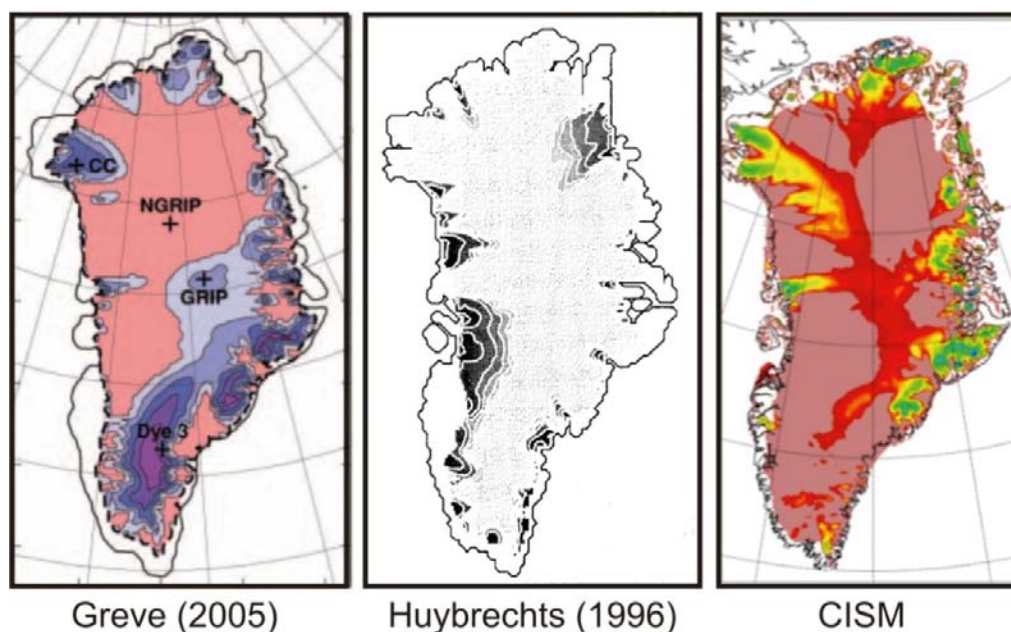 CC
NGRIP
GRIP
Dye 3
Greve (2005)
Huybrechts (1996)
CISM